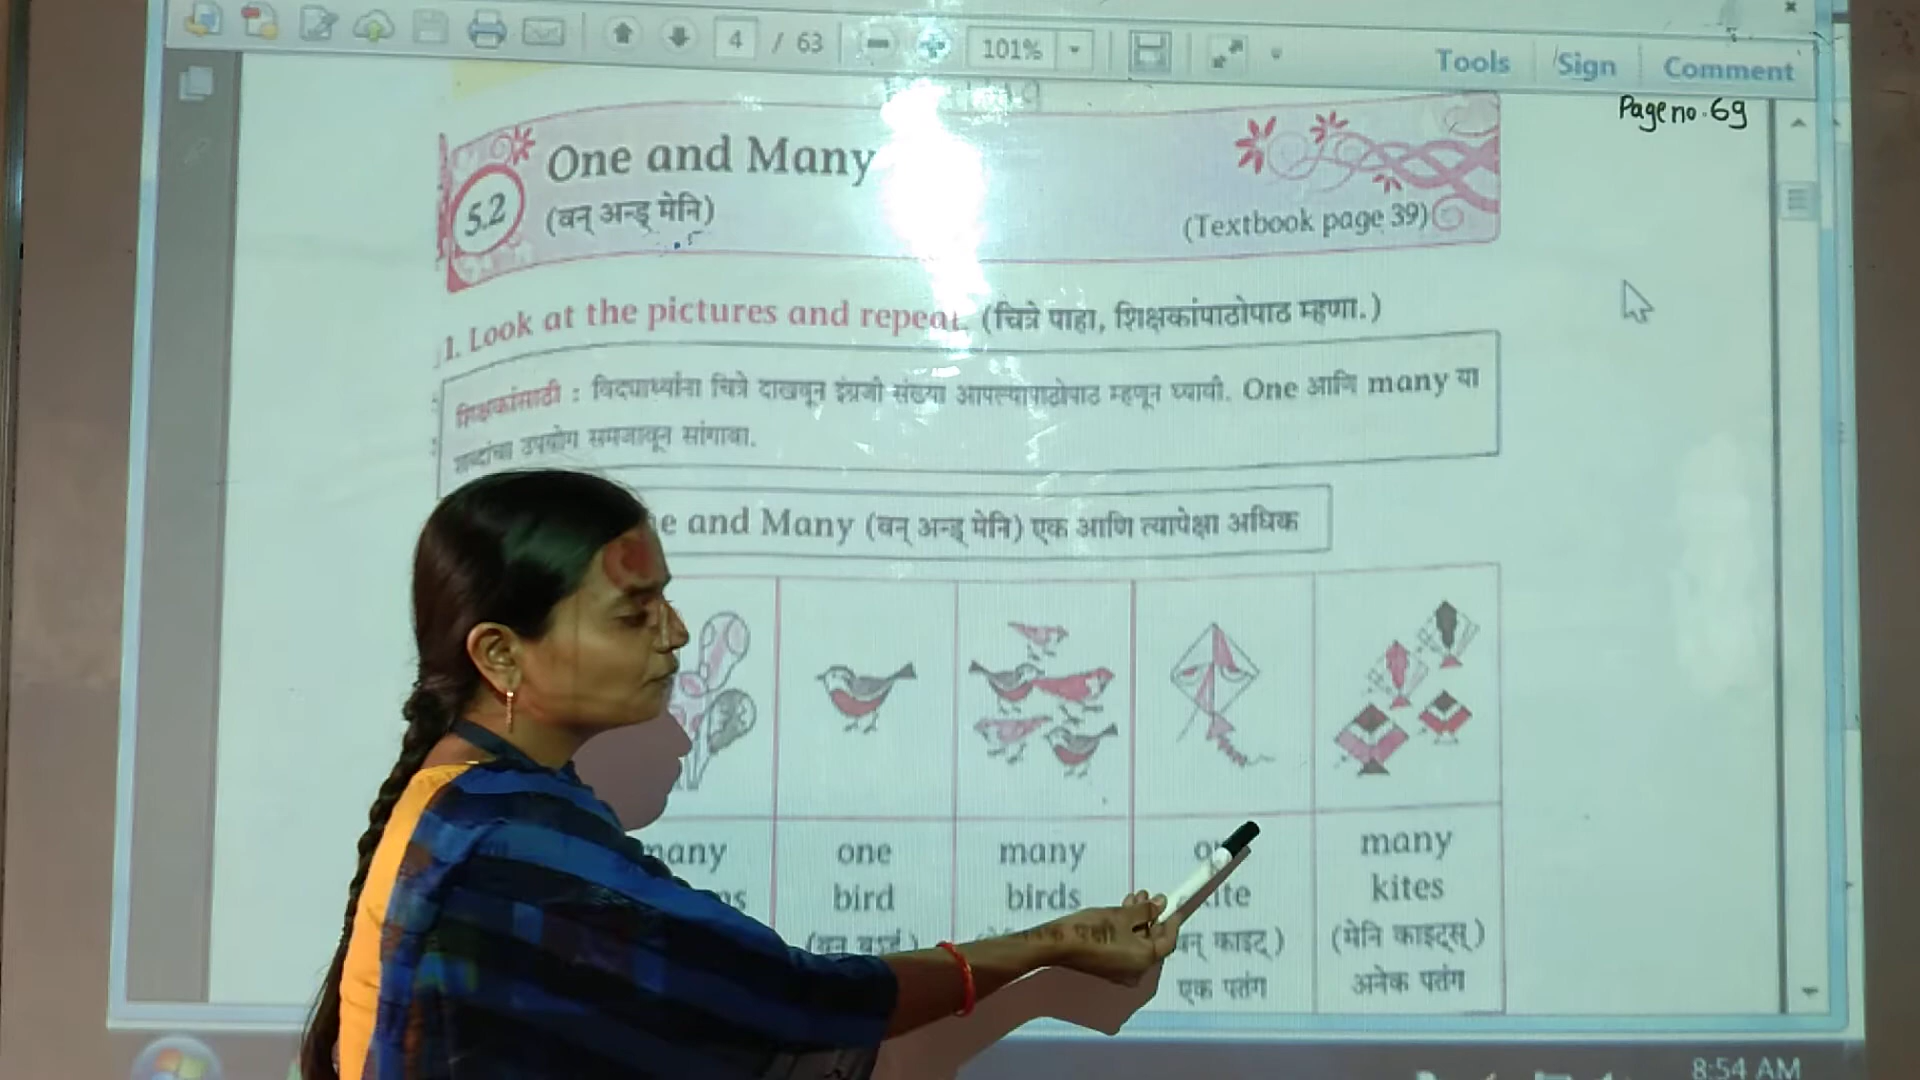 4 / 63
101%
Tools
Sign
Comment
Page no. 69
5.2
One and Many
(वन् अन्ड् मेनि)
(Textbook page 39)
1. Look at the pictures and repeat. (चित्रे पाहा, शिक्षकांपाठोपाठ म्हणा.)
शिक्षकांसाठी : विद्यार्थ्यांना चित्रे दाखवून इंग्रजी संख्या आपल्यापाठोपाठ म्हणून घ्यावी. One आणि many या
शब्दांचा उपयोग समजावून सांगावा.
and Many (वन् अन्ड् मेनि) एक आणि त्यापेक्षा अधिक
many
one
bird
many
birds
एक पतंग
many
kites
(मेनि काइट्स्)
अनेक पतंग
8:54 AM